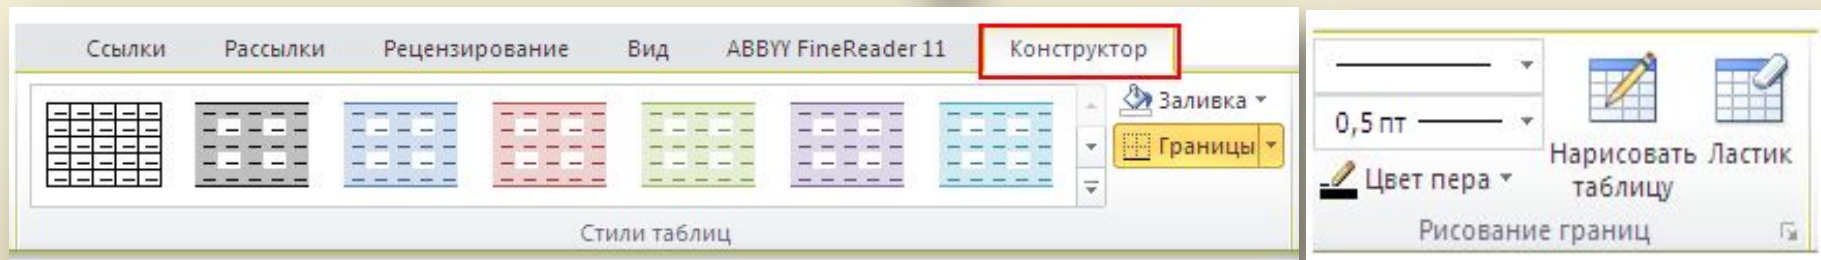 Ссылки Рассылки Рецензирование Вид ABBYY FineReader 11 Конструктор
Заливка
Границы
Стили таблиц
0,5 пт
Цвет пера
Нарисовать таблицу
Ластик
Рисование границ